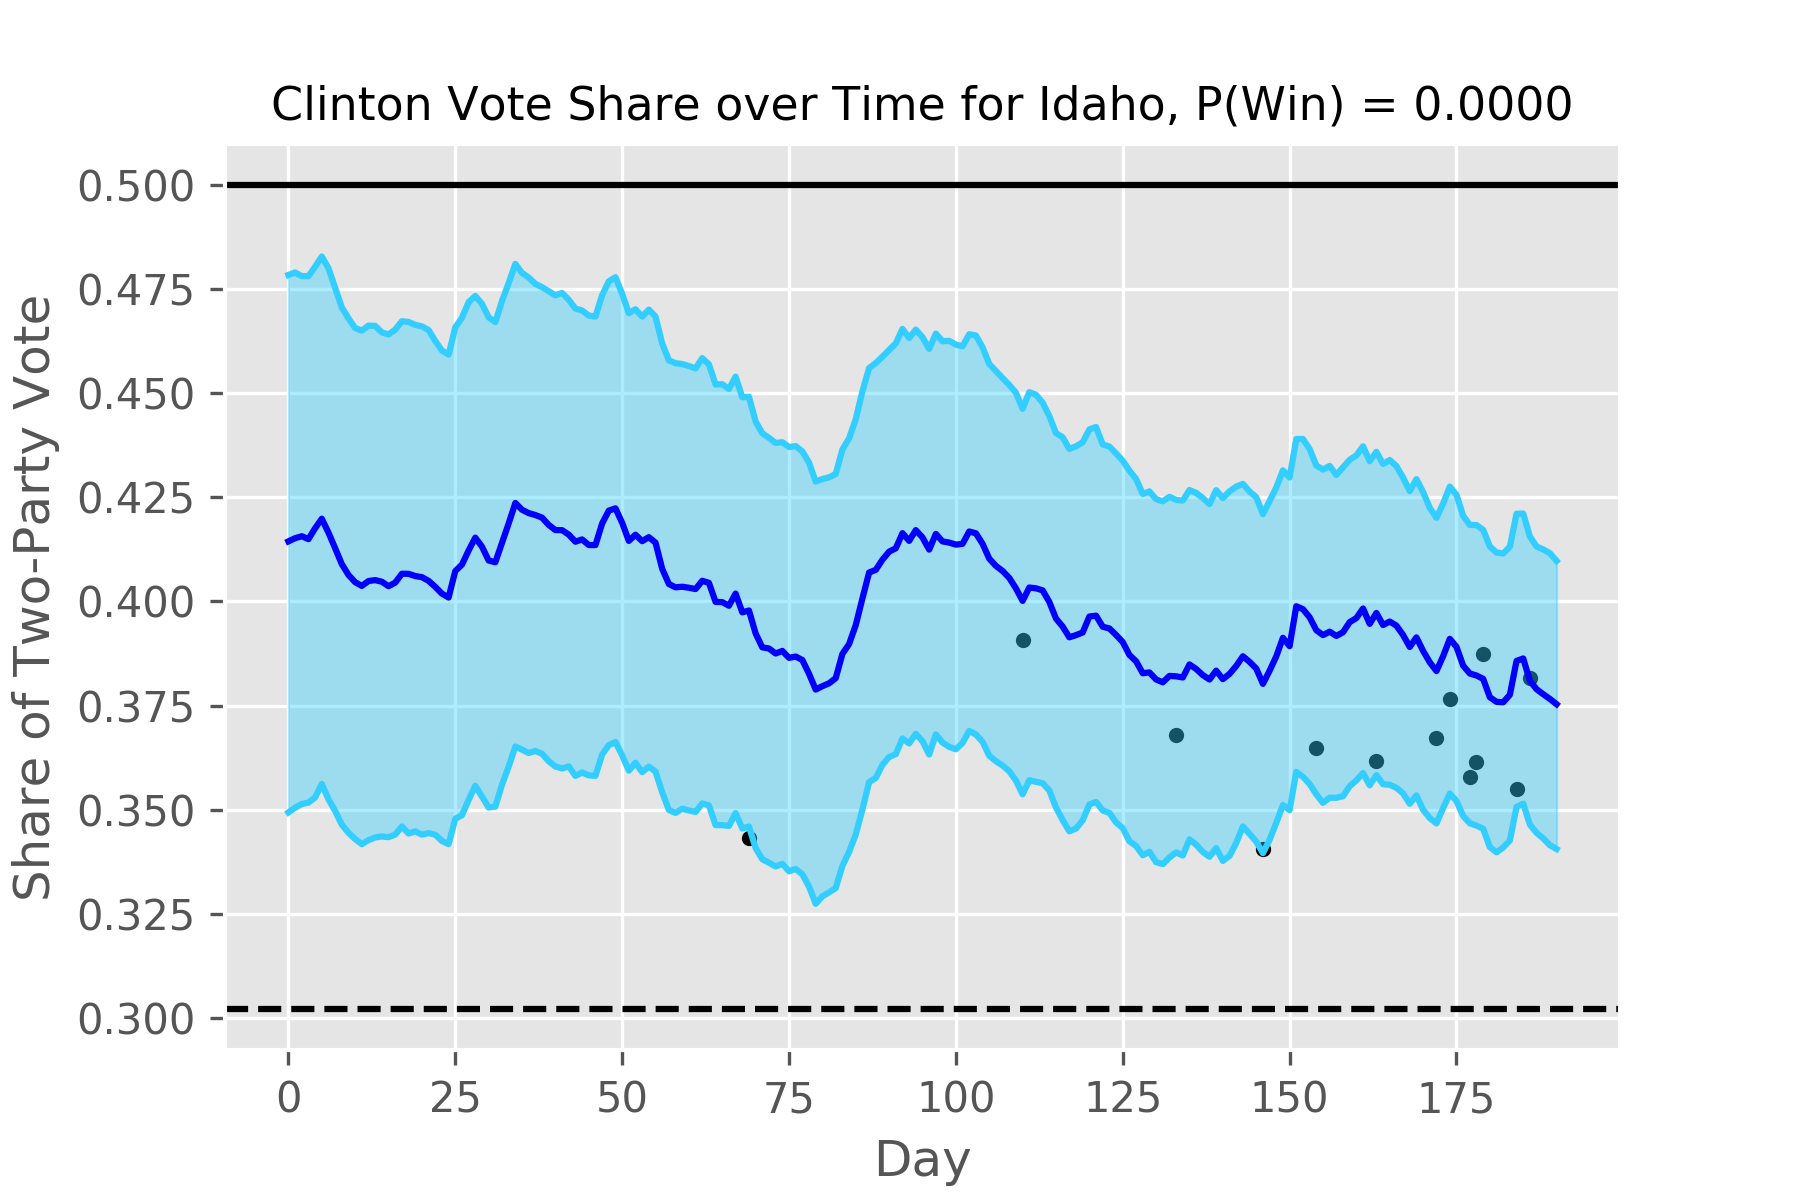 Clinton Vote Share over Time for Idaho, P(Win) = 0.0000
Share of Two-Party Vote
0.500
0.475
0.450
0.425
0.400
0.375
0.350
0.325
0.300
0 25 50 75 100 125 150 175
Day